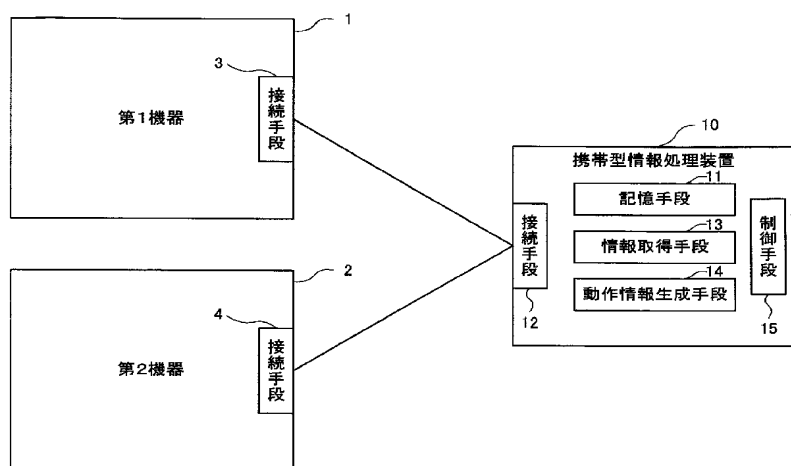 1
3
接続手段
第1機器
10
携帯型情報処理装置
11
記憶手段
13
情報取得手段
14
動作情報生成手段
接続手段
12
制御手段
15
2
4
接続手段
第2機器